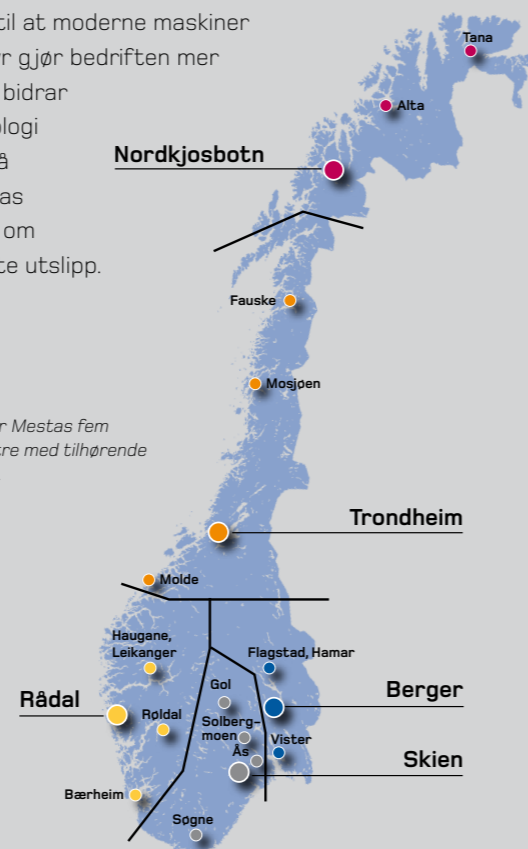 til at moderne maskiner
r gjør bedriften mer
bidrar
ologi
å
as
om
te utslipp.
r Mestas fem
tre med tilhørende
Tana
Alta
Nordkjosbotn
Fauske
Mosjøen
Trondheim
Molde
Haugane,
Leikanger
Flagstad, Hamar
Gol
Rådal
Berger
Røldal
Solberg-
moen
Vister
Ås
Skien
Bærheim
Søgne